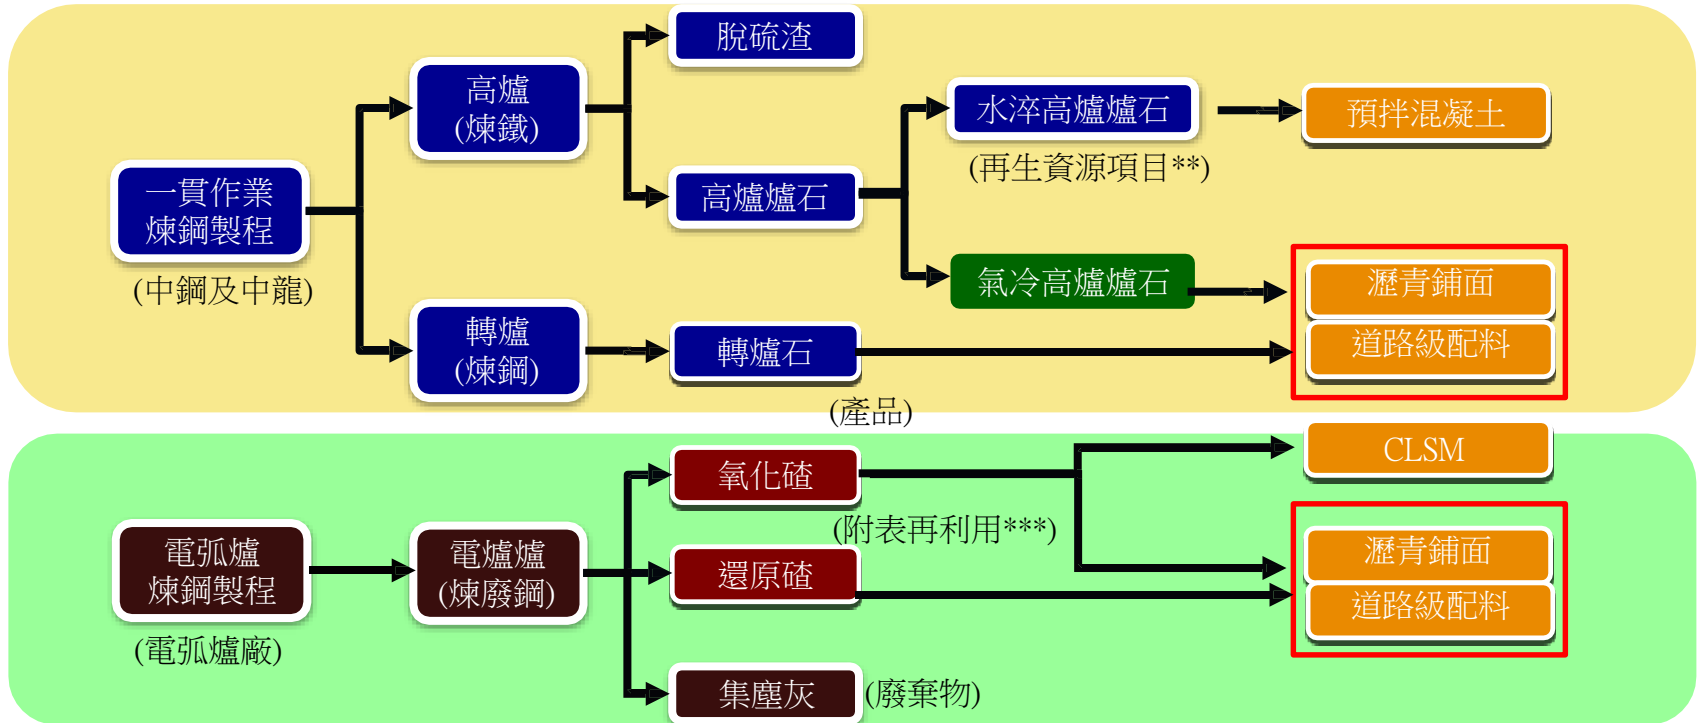 脫硫渣
高爐
(煉鐵)
水淬高爐爐石
預拌混凝土
(再生資源項目**)
一貫作業
煉鋼製程
高爐爐石
(中鋼及中龍)
氣冷高爐爐石
瀝青鋪面
轉爐
(煉鋼)
轉爐石
道路級配料
(產品)
氧化碴
CLSM
(附表再利用***)
電弧爐
煉鋼製程
電爐爐
(煉廢鋼)
還原碴
瀝青鋪面
道路級配料
(電弧爐廠)
集塵灰
(廢棄物)